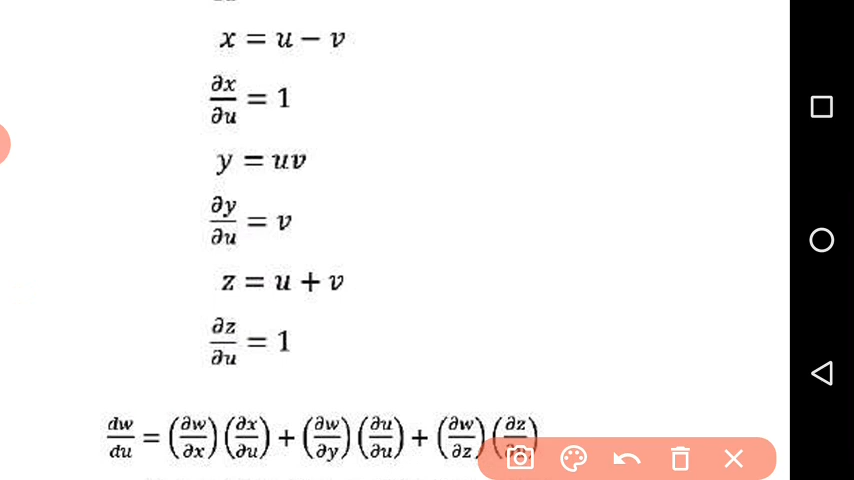 x = u − v
∂x/∂u = 1
y = uv
∂y/∂u = v
z = u + v
∂z/∂u = 1
dw/du = (∂w/∂x)(∂x/∂u) + (∂w/∂y)(∂u/∂u) + (∂w/∂z)(∂z